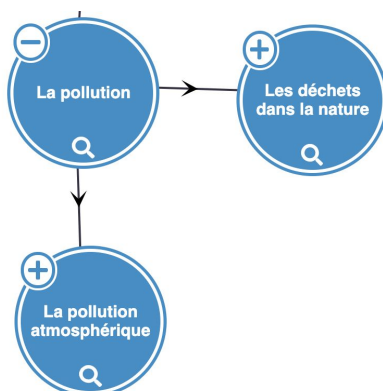 La pollution
Les déchets
dans la nature
La pollution
atmosphérique